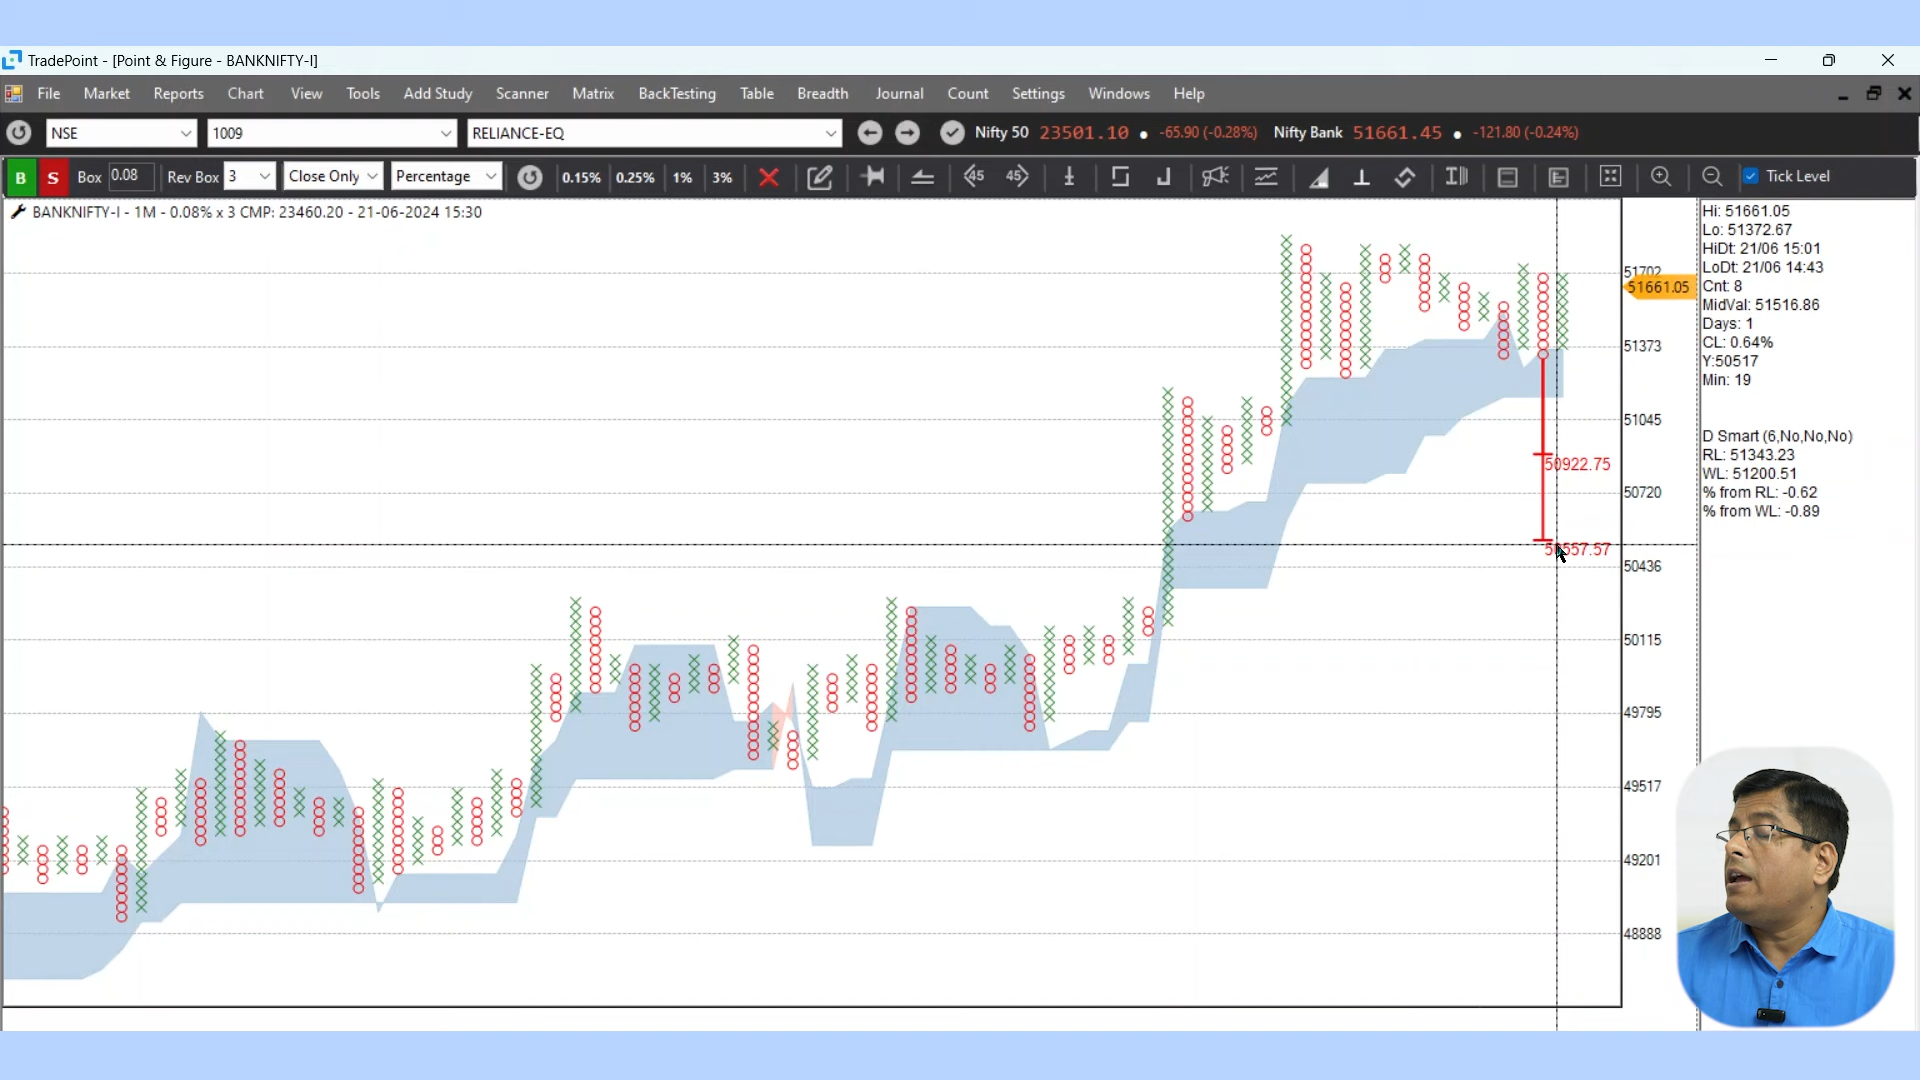 TradePoint - [Point & Figure - BANKNIFTY-I]
File Market Reports Chart View Tools Add Study Scanner Matrix BackTesting Table Breadth Journal Count Settings Windows Help
NSE 1009 RELIANCE-EQ Nifty 50 23501.10 -65.90 (-0.28%) Nifty Bank 51661.45 -121.80 (-0.24%)
B S Box 0.08 Rev Box 3 Close Only Percentage 0.15% 0.25% 1% 3% 45 45 Tick Level
BANKNIFTY-I - 1M - 0.08% x 3 CMP: 23460.20 - 21-06-2024 15:30
51702
51661.05
51373
51045
50922.75
50720
50436
50115
49795
49517
49201
48888
Hi: 51661.05
Lo: 51372.67
HiDt: 21/06 15:01
LoDt: 21/06 14:43
Cnt: 8
MidVal: 51516.86
Days: 1
CL: 0.64%
Y:50517
Min: 19
D Smart (6,No,No,No)
RL: 51343.23
WL: 51200.51
% from RL: -0.62
% from WL: -0.89